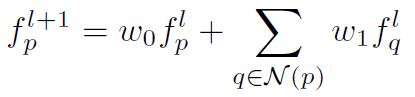 f_p^{l+1} = w_0 f_p^l + \sum_{q \in \mathcal{N}(p)} w_1 f_q^l